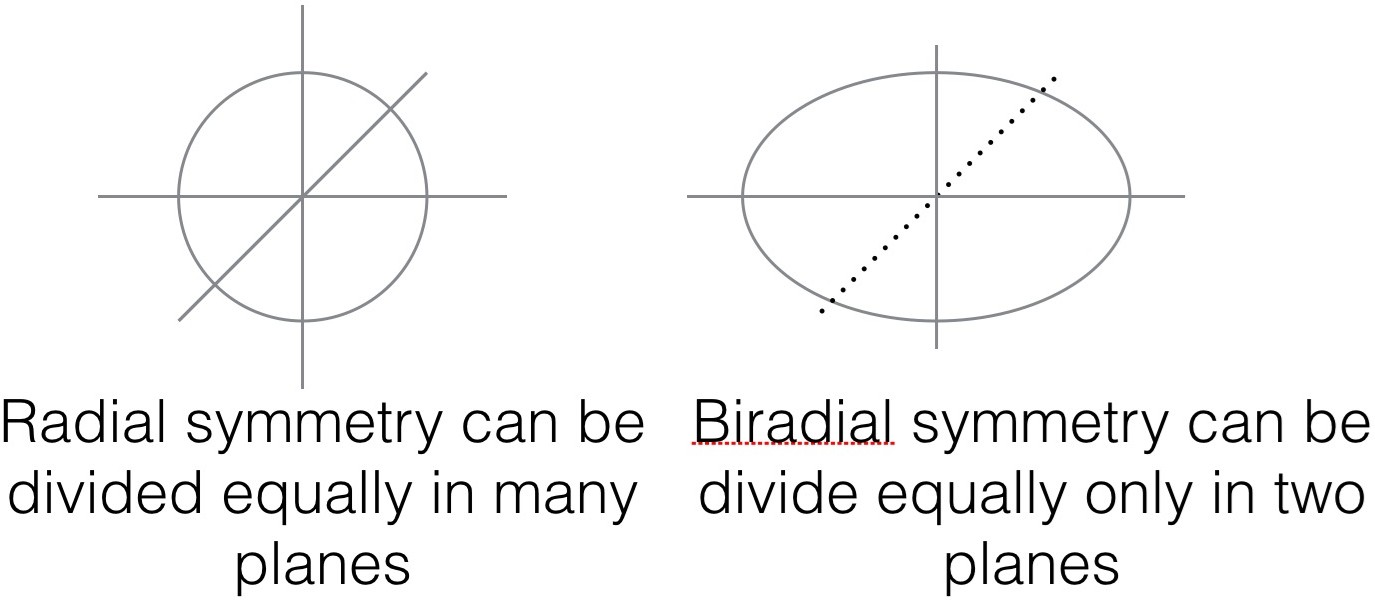 Radial symmetry can be
divided equally in many
planes
Biradial symmetry can be
divide equally only in two
planes